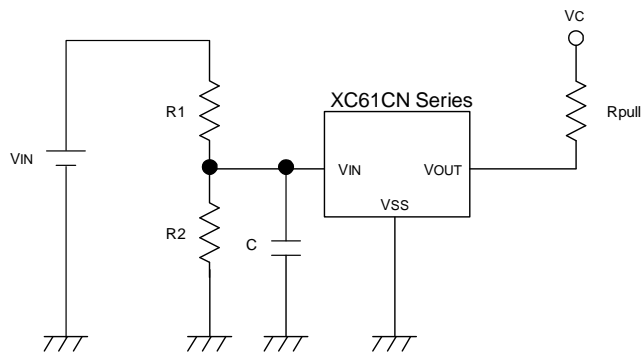 VC
XC61CN Series
R1
Rpull
VIN
VIN
VOUT
VSS
R2
C